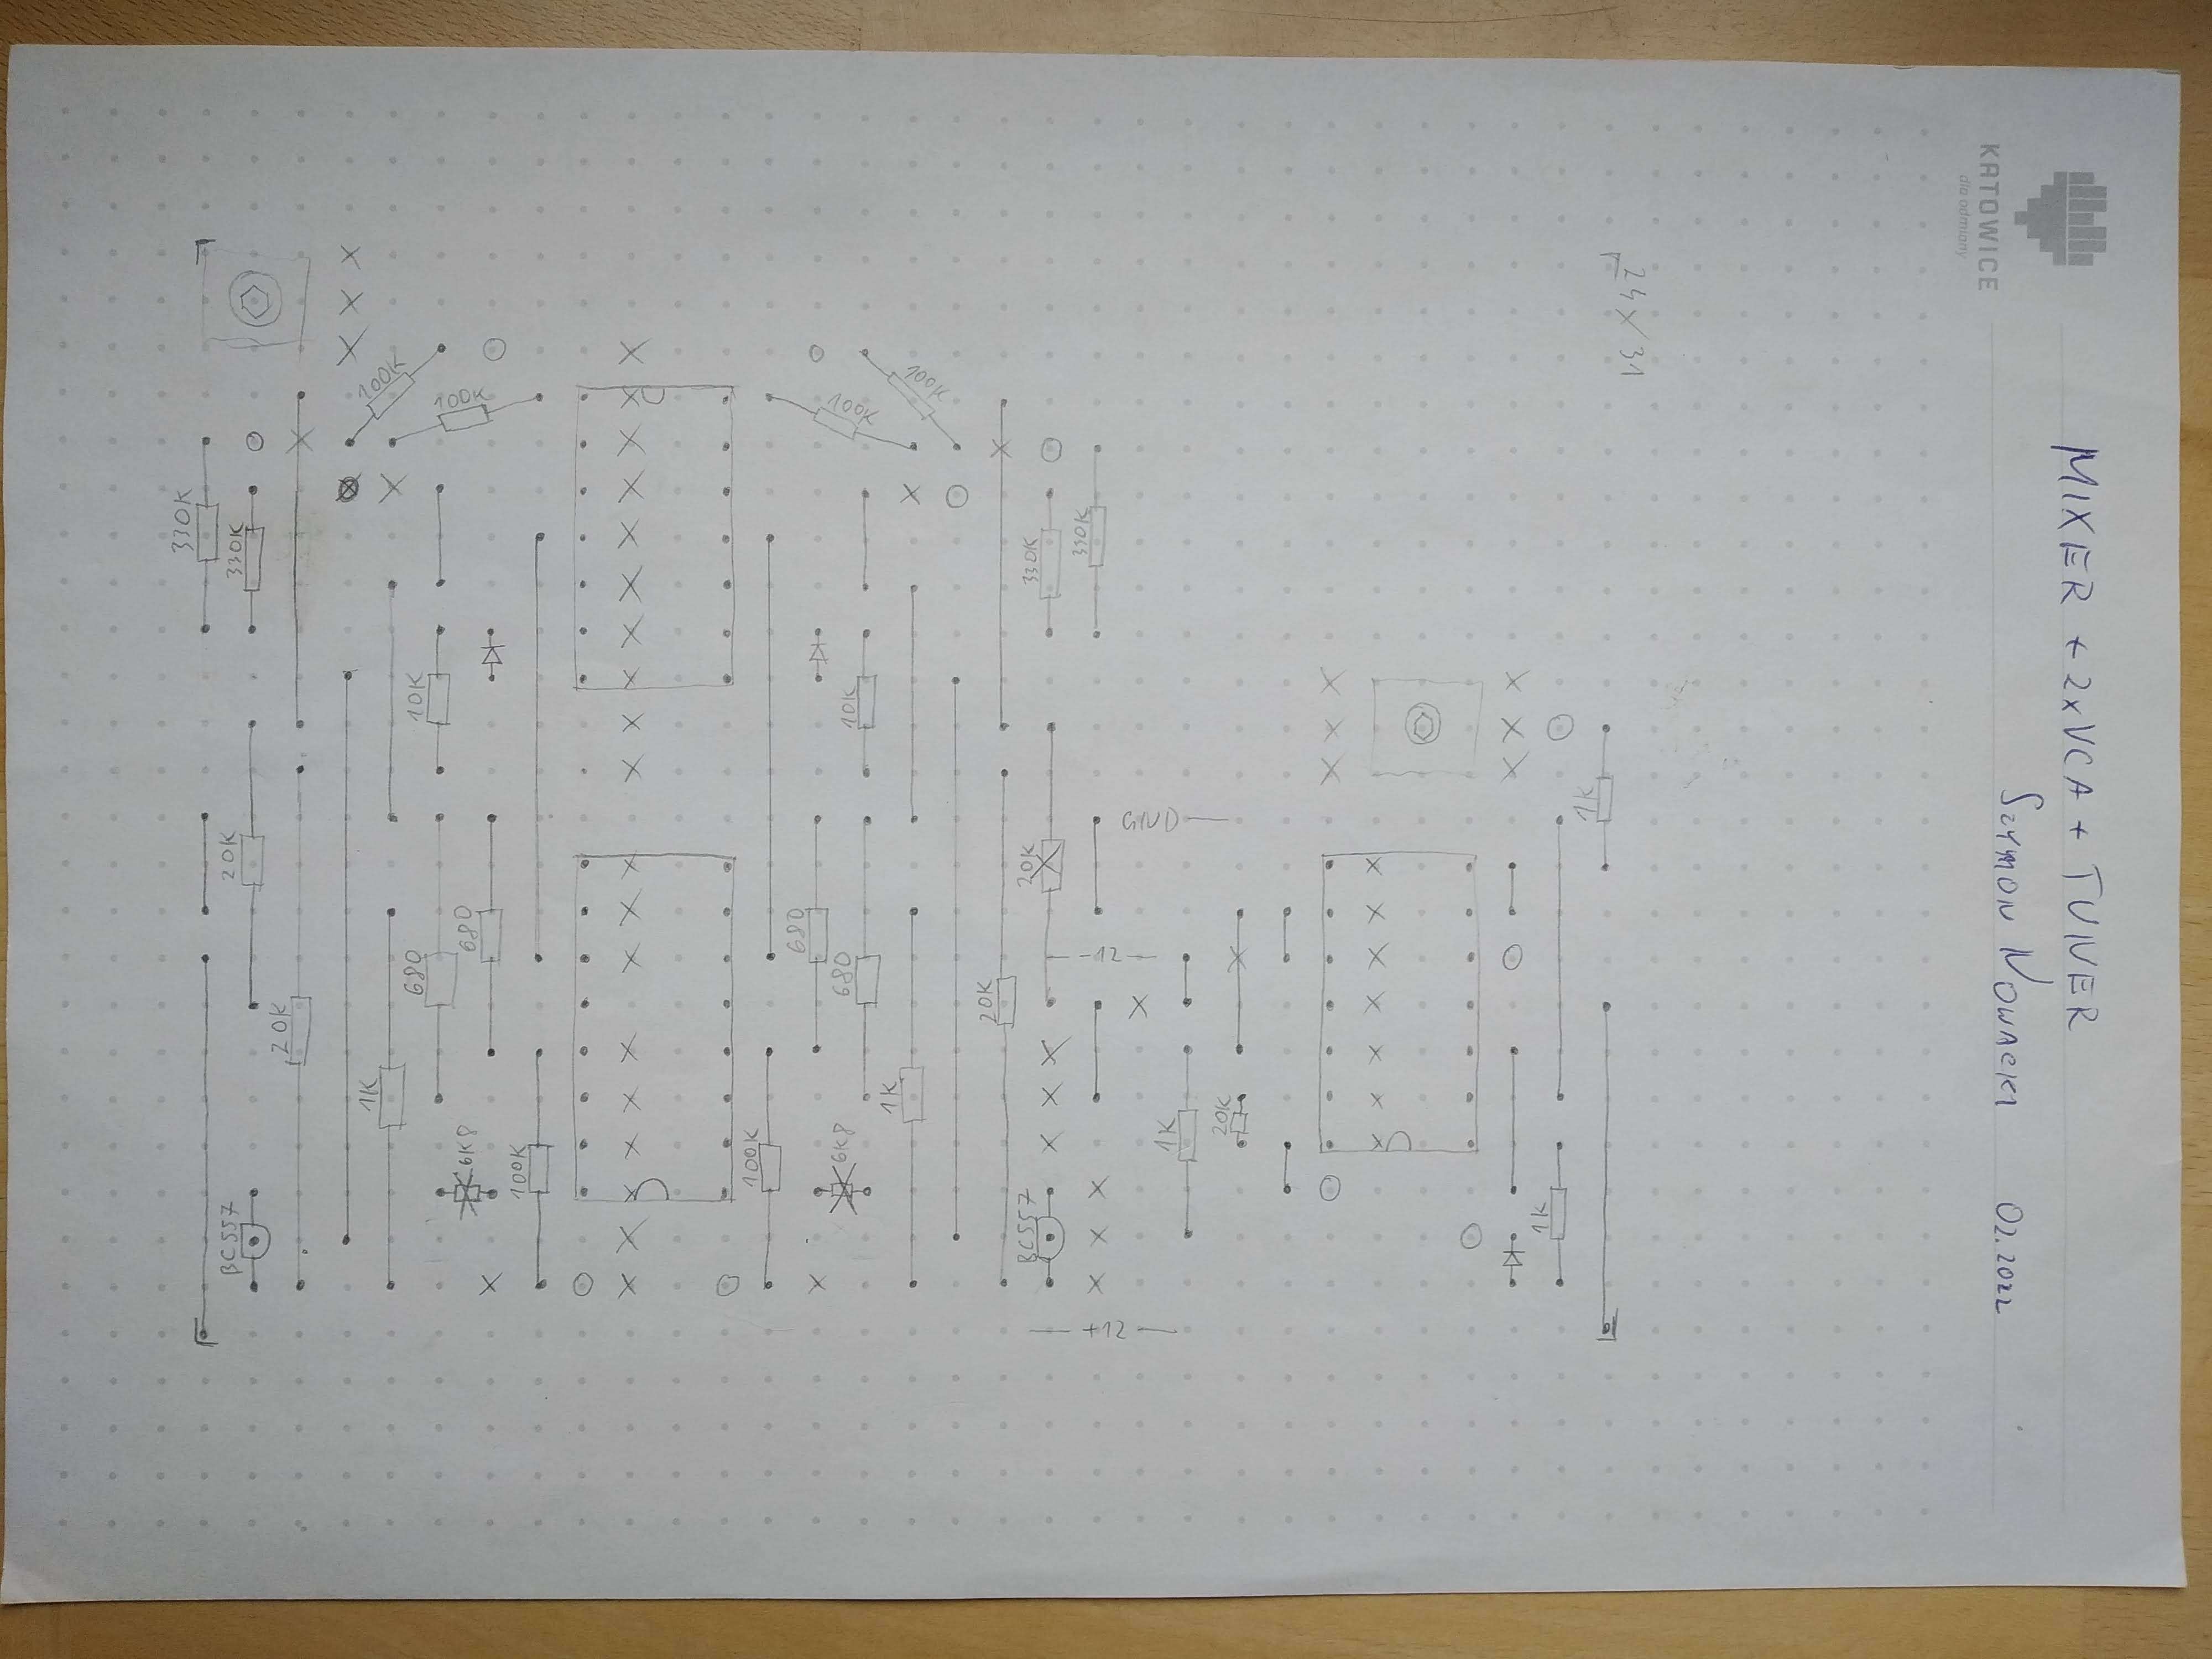 KATOWICE
dla odmiany
MIXER + 2xVCA + TUNER
Szymon Nowacki 02.2022
24 x 31
100K
100K
100K
100K
330K
330K
330K
330K
10K
10K
20K
20K
GND
1K
680
680
680
680
-12
20K
20K
1K
1K
1K
20K
6K8
100K
100K
6K8
BC557
BC557
1K
+12